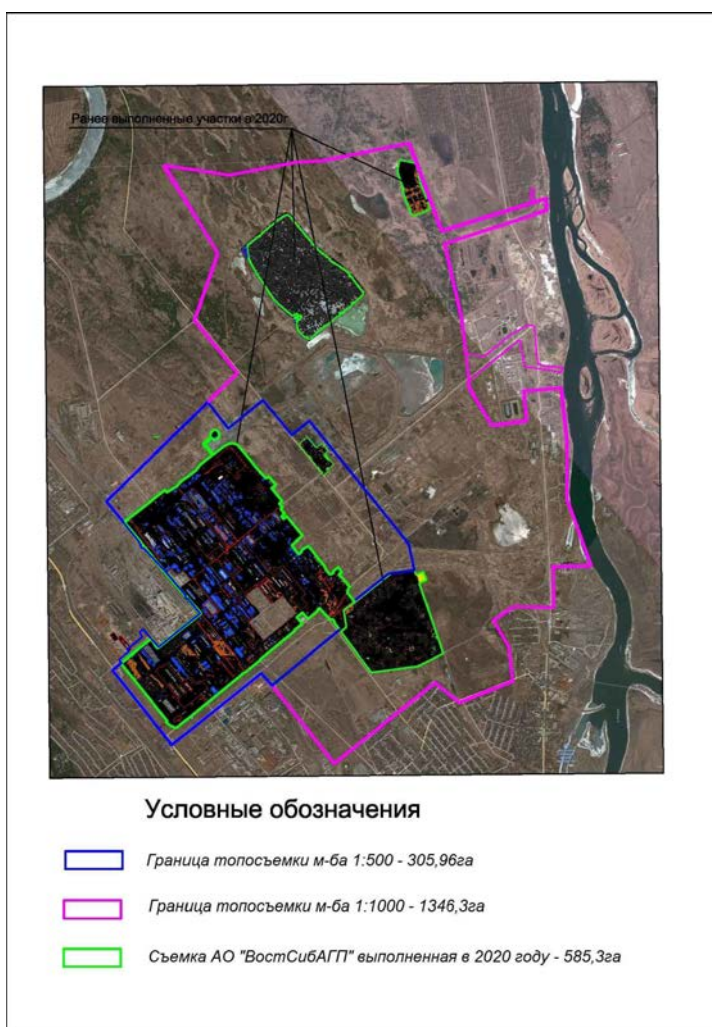 Ранее выполненные участки в 2020г
Условные обозначения
Граница топосъемки м-ба 1:500 - 305,96га
Граница топосъемки м-ба 1:1000 - 1346,3га
Съемка АО "ВостСибАГП" выполненная в 2020 году - 585,3га